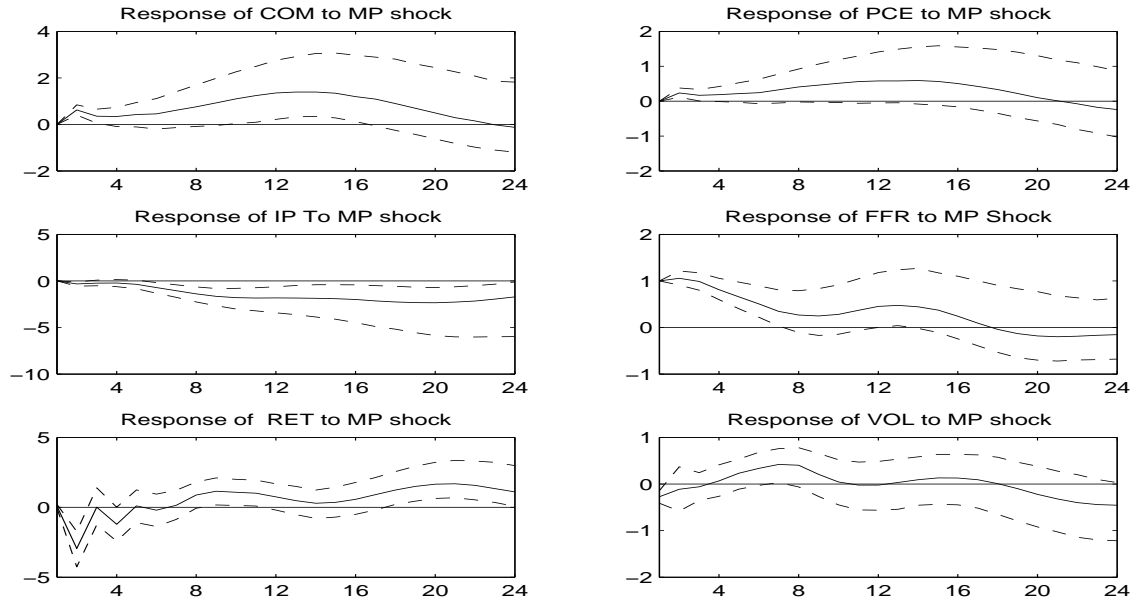 Response of COM to MP shock
4
2
0
−2
4 8 12 16 20 24
Response of PCE to MP shock
2
1
0
−1
−2
4 8 12 16 20 24
Response of IP To MP shock
5
0
−5
−10
4 8 12 16 20 24
Response of FFR to MP Shock
2
1
0
−1
4 8 12 16 20 24
Response of  RET to MP shock
5
0
−5
4 8 12 16 20 24
Response of VOL to MP shock
1
0
−1
−2
4 8 12 16 20 24